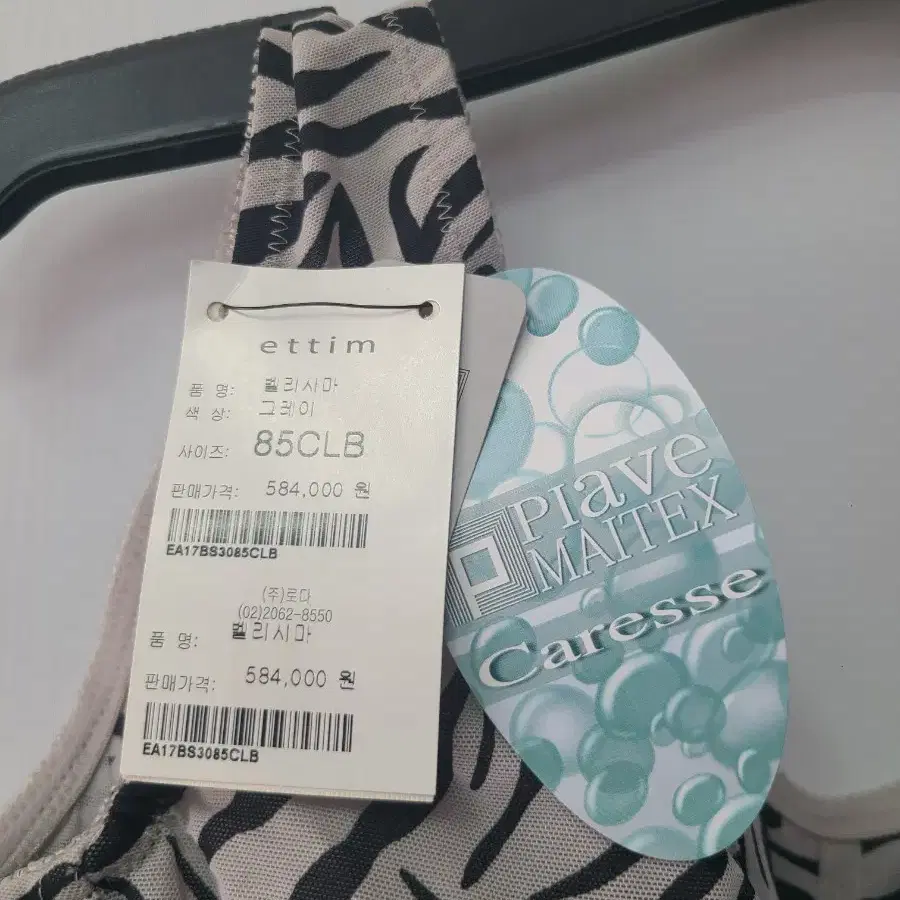 ettim
품 명: 벨리사마
색 상: 그레이
사이즈: 85CLB
판매가격: 584,000 원
EA17BS3085CLB
(주)로다
(02)2062-8550
품 명: 벨리시마
판매가격: 584,000 원
EA17BS3085CLB
Piave
MAITEX
Caresse